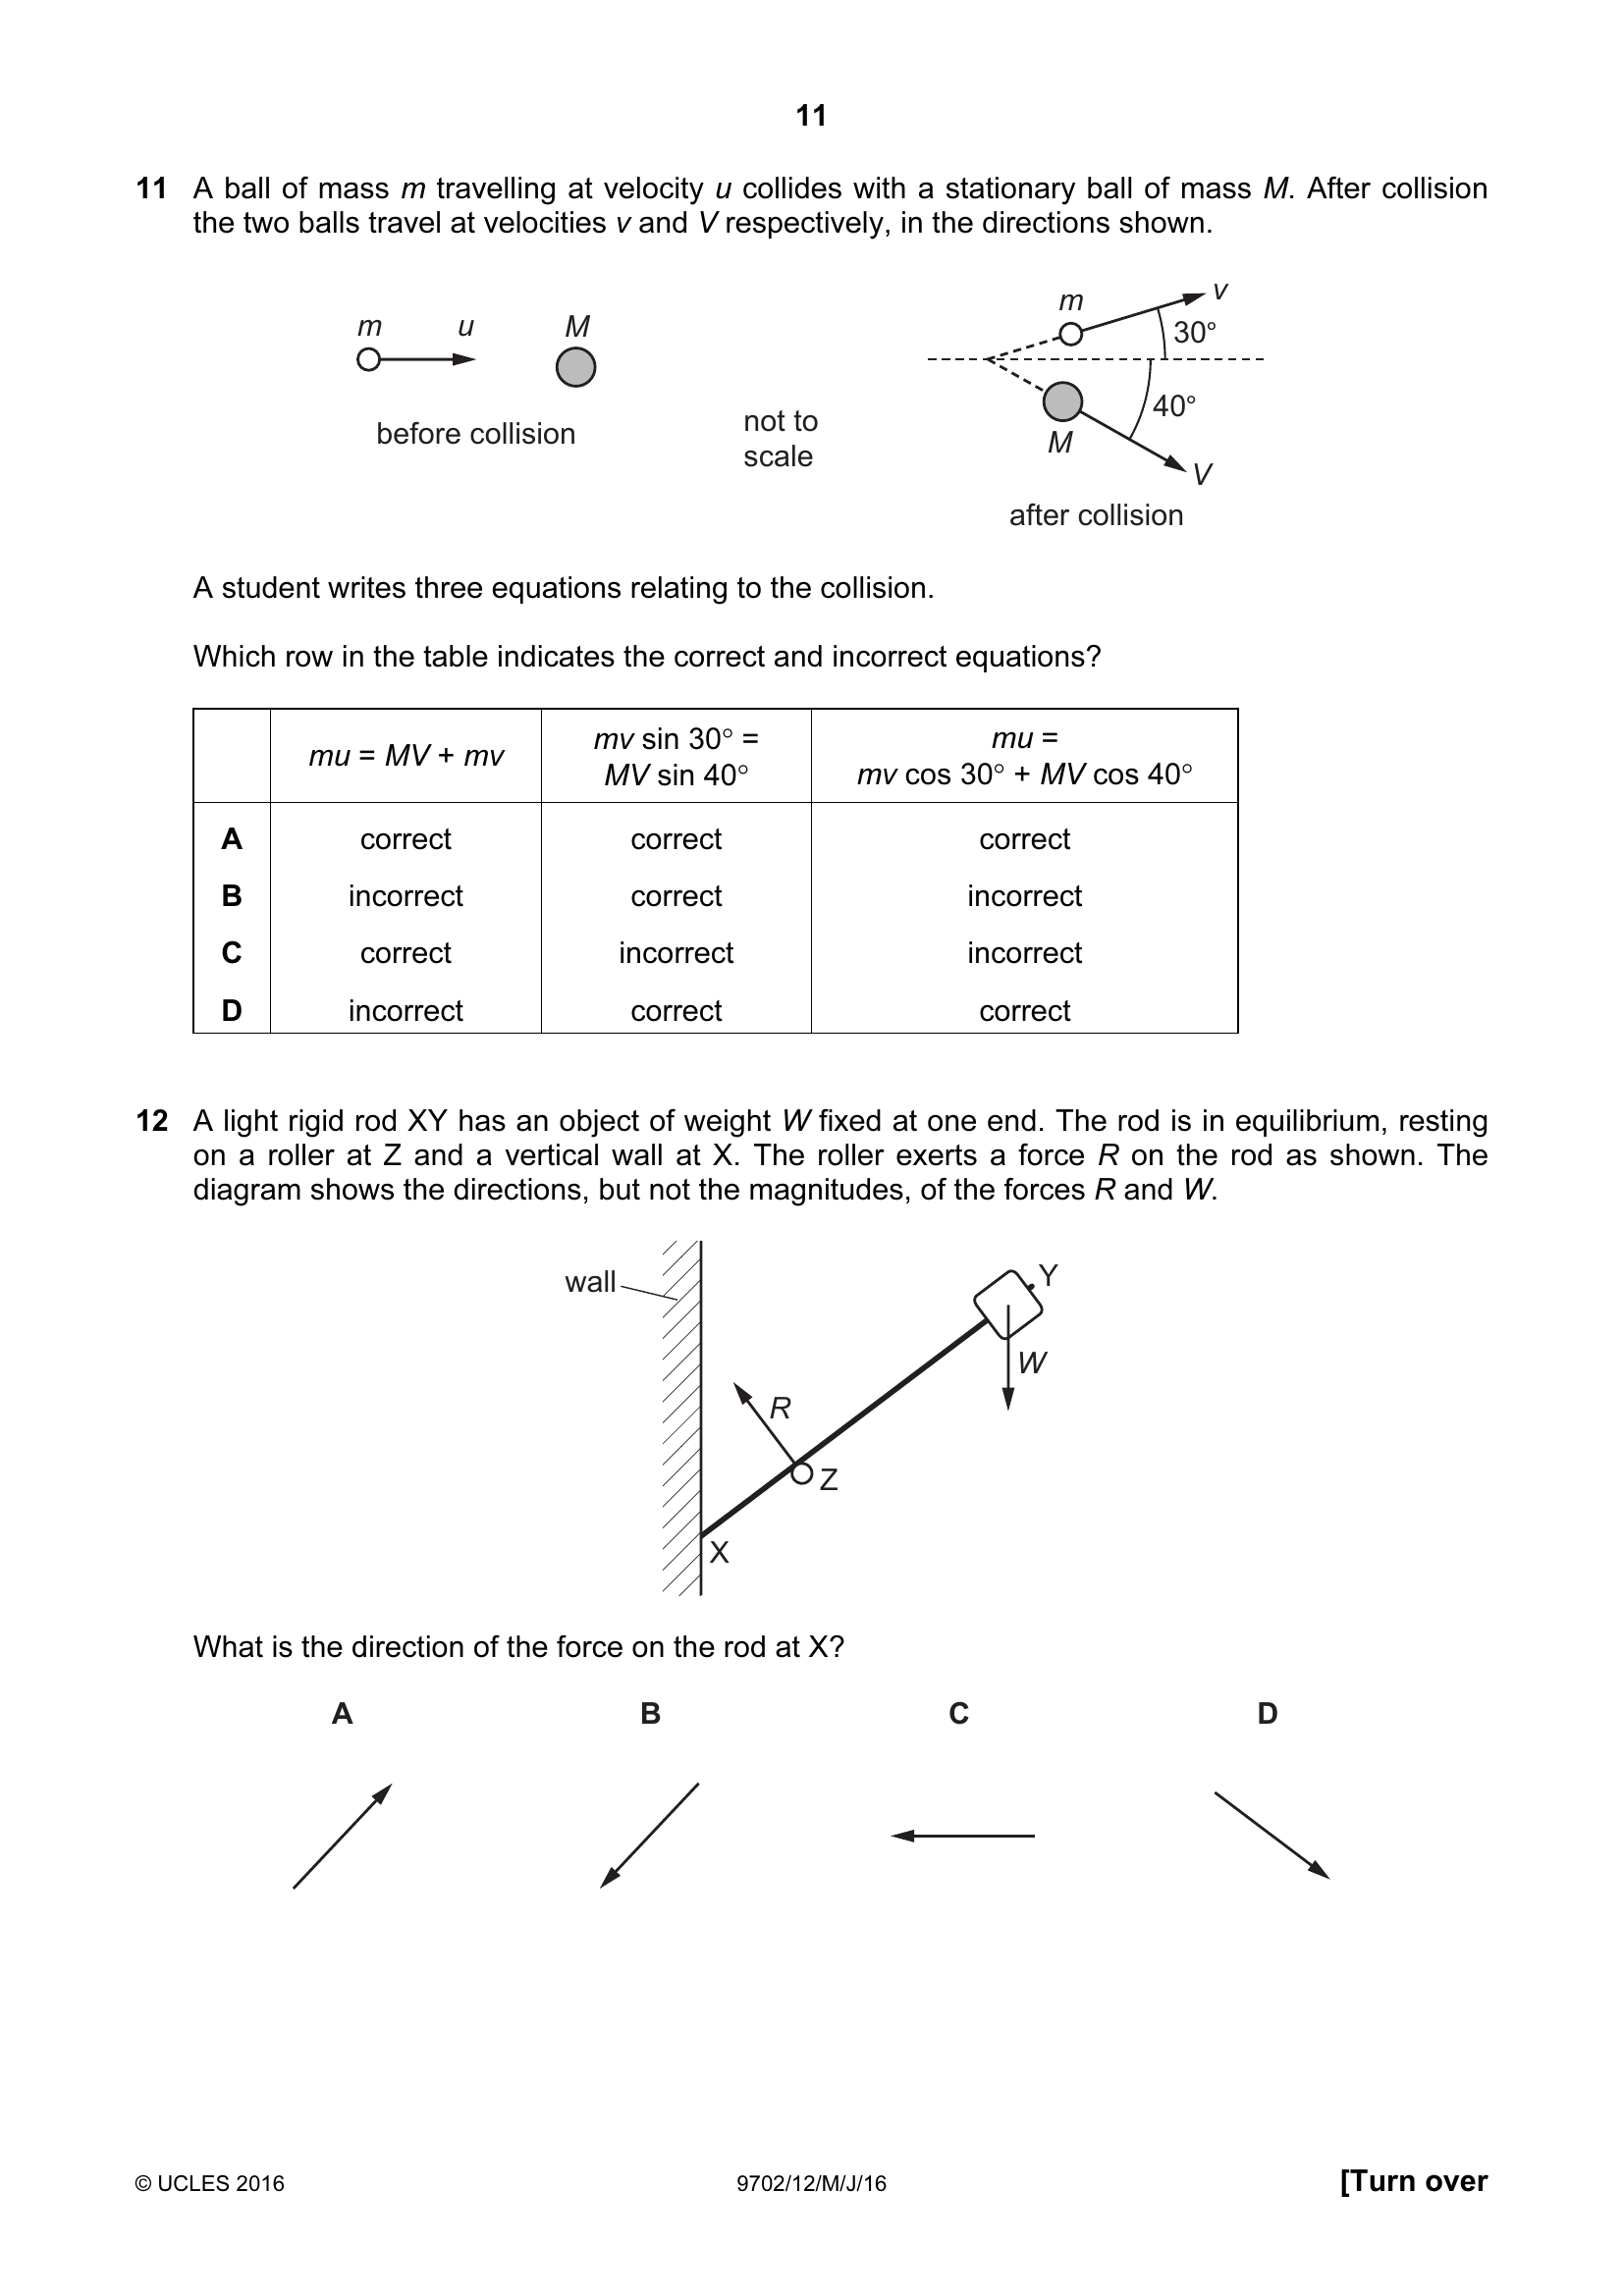 11
11 A ball of mass m travelling at velocity u collides with a stationary ball of mass M. After collision
the two balls travel at velocities v and V respectively, in the directions shown.
m u M
before collision
not to
scale
m v
30°
40°
M
V
after collision
A student writes three equations relating to the collision.
Which row in the table indicates the correct and incorrect equations?
mu = MV + mv
mv sin 30° =
MV sin 40°
mu =
mv cos 30° + MV cos 40°
A correct correct correct
B incorrect correct incorrect
C correct incorrect incorrect
D incorrect correct correct
12 A light rigid rod XY has an object of weight W fixed at one end. The rod is in equilibrium, resting
on a roller at Z and a vertical wall at X. The roller exerts a force R on the rod as shown. The
diagram shows the directions, but not the magnitudes, of the forces R and W.
wall
Y
W
R
Z
X
What is the direction of the force on the rod at X?
A B C D
© UCLES 2016 9702/12/M/J/16 [Turn over